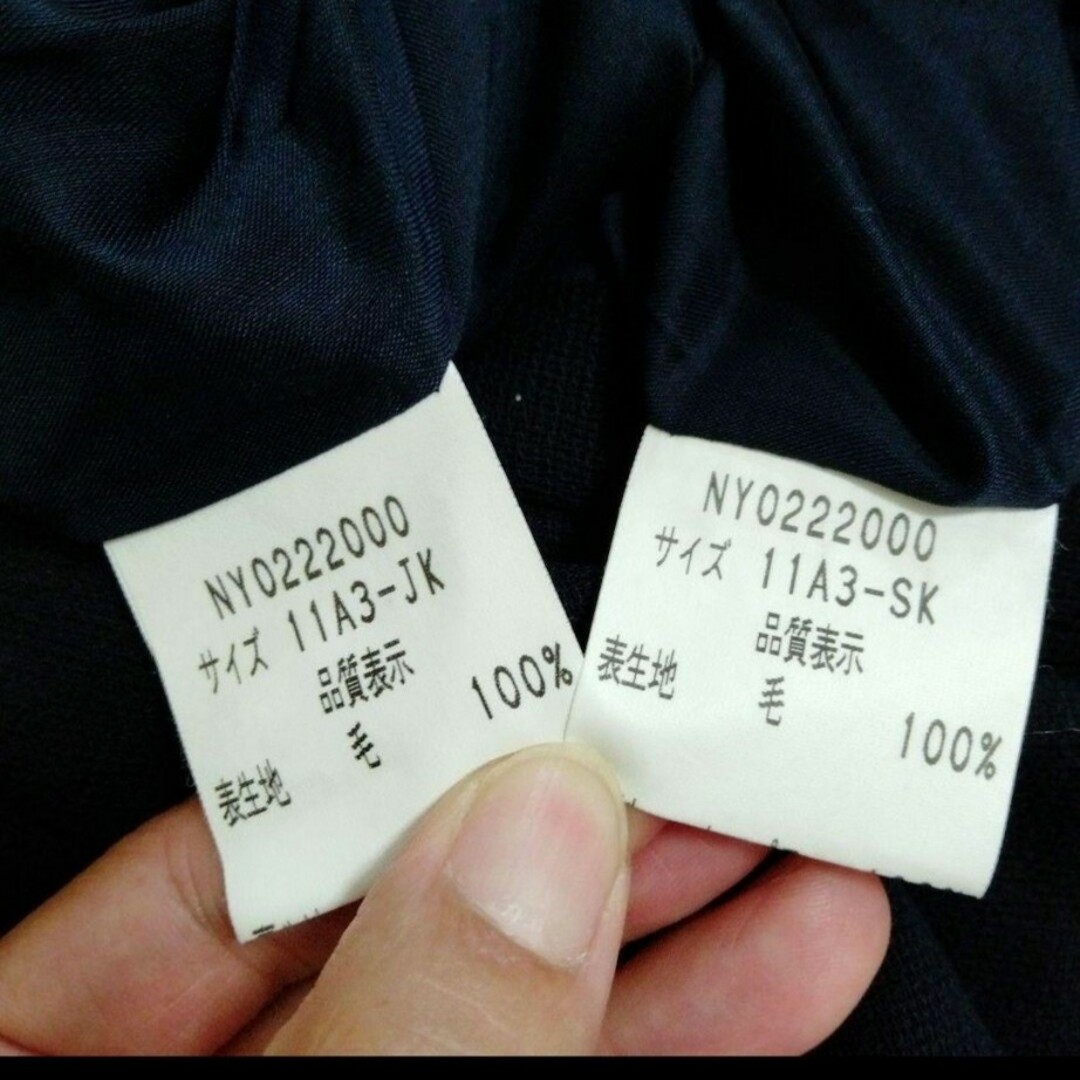 NY0222000
サイズ 11A3-JK
品質表示
表生地 毛 100%
NY0222000
サイズ 11A3-SK
品質表示
表生地 毛 100%